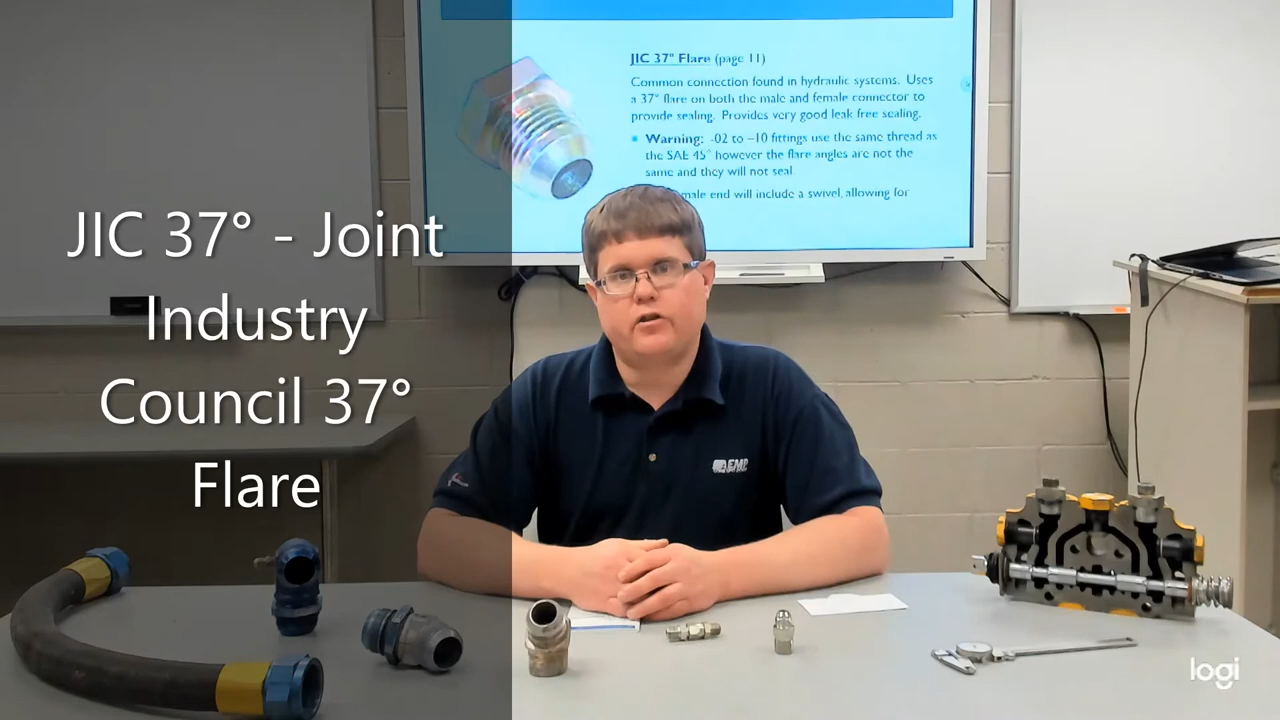 JIC 37° Flare (page 11)
Common connection found in hydraulic systems. Uses
a 37° flare on both the male and female connector to
provide sealing. Provides very good leak free sealing.
Warning: -02 to -10 fittings use the same thread as
the SAE 45° however the flare angles are not the
same and they will not seal
male end will include a swivel, allowing for
JIC 37° - Joint
Industry
Council 37°
Flare
logi